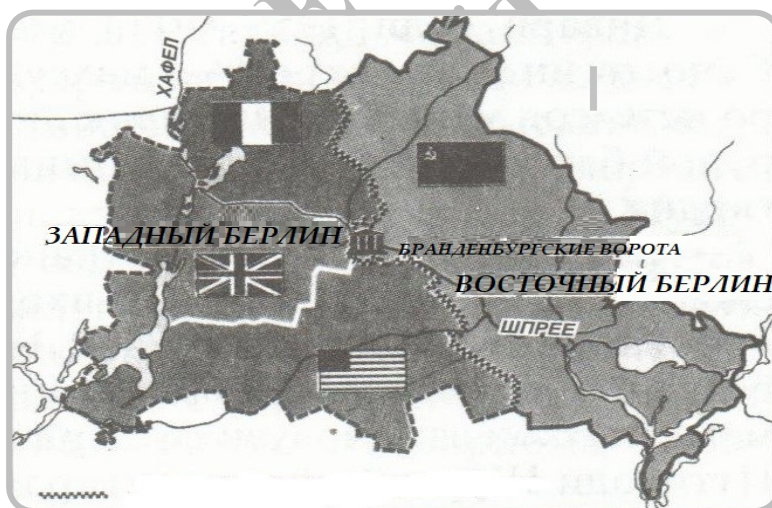 ХАФЕЛ
ЗАПАДНЫЙ БЕРЛИН
БРАНДЕНБУРГСКИЕ ВОРОТА
ВОСТОЧНЫЙ БЕРЛИН
ШПРЕЕ